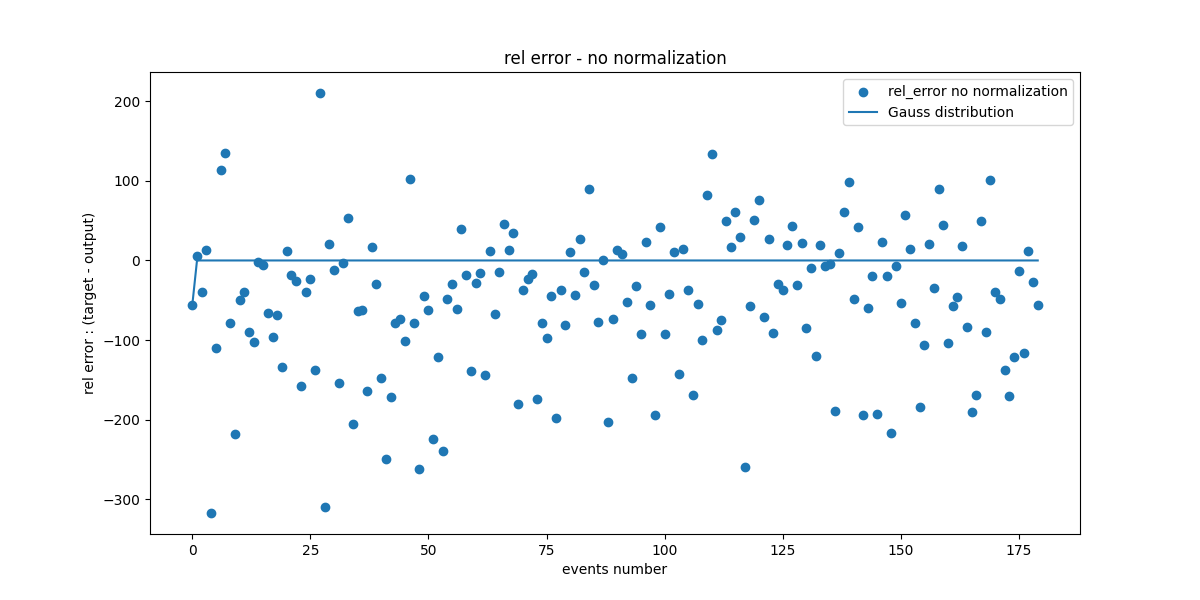 rel error - no normalization
rel_error no normalization
Gauss distribution
200
100
0
−100
−200
−300
rel error : (target - output)
0 25 50 75 100 125 150 175
events number